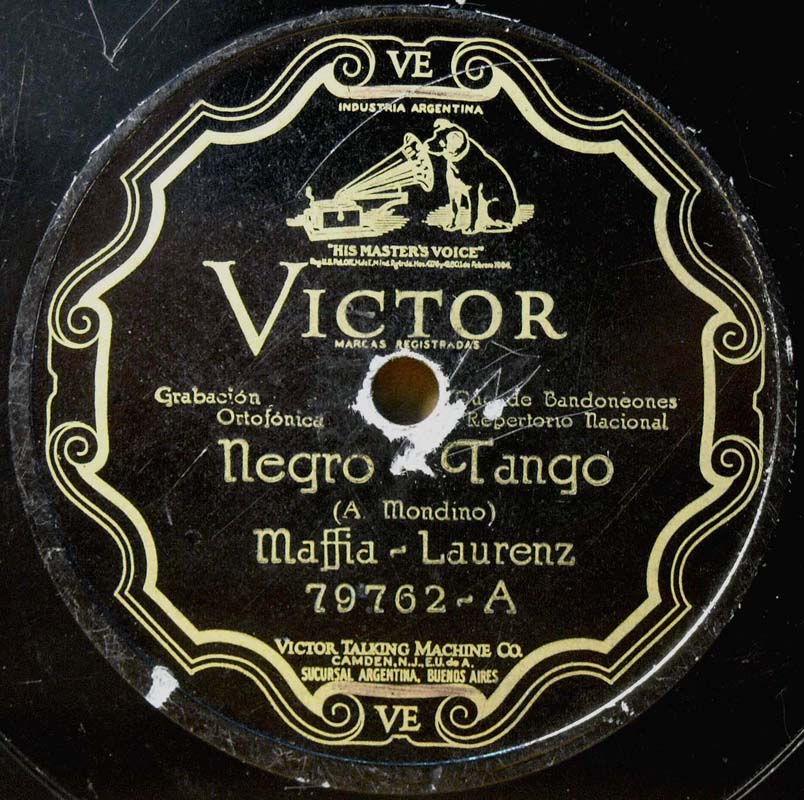 VE
INDUSTRIA ARGENTINA
"HIS MASTER'S VOICE"
VICTOR
MARCAS REGISTRADAS
Grabación de Bandoneones
Ortofónica Repertorio Nacional
Negro Tango
(A. Mondino)
Maffia - Laurenz
79762-A
VICTOR TALKING MACHINE CO.
CAMDEN, N.J., E.U. de A.
SUCURSAL ARGENTINA, BUENOS AIRES
VE